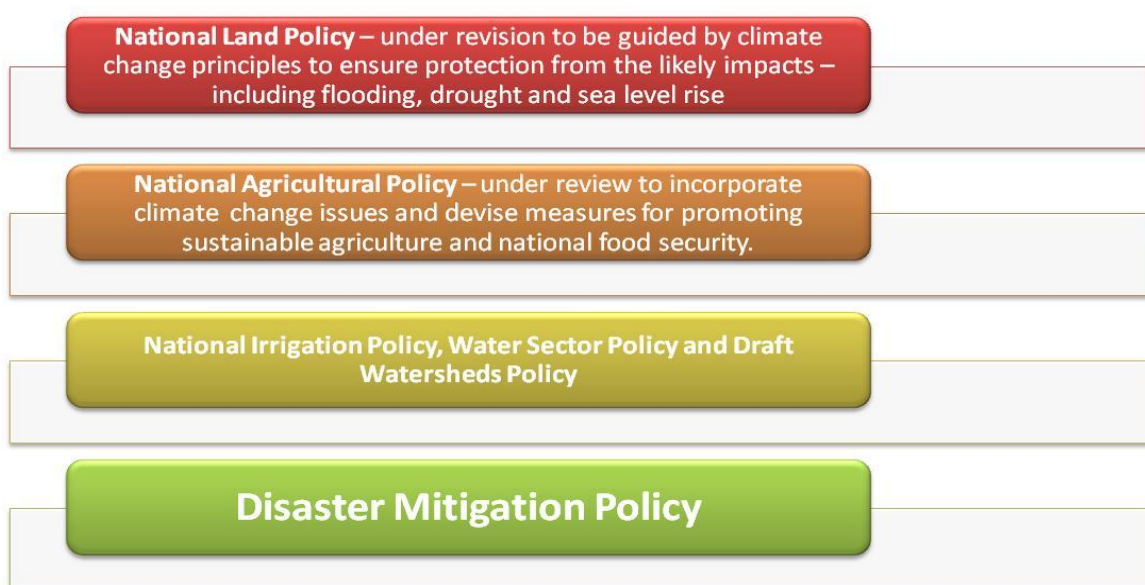 National Land Policy – under revision to be guided by climate
change principles to ensure protection from the likely impacts –
including flooding, drought and sea level rise
National Agricultural Policy – under review to incorporate
climate change issues and devise measures for promoting
sustainable agriculture and national food security.
National Irrigation Policy, Water Sector Policy and Draft
Watersheds Policy
Disaster Mitigation Policy